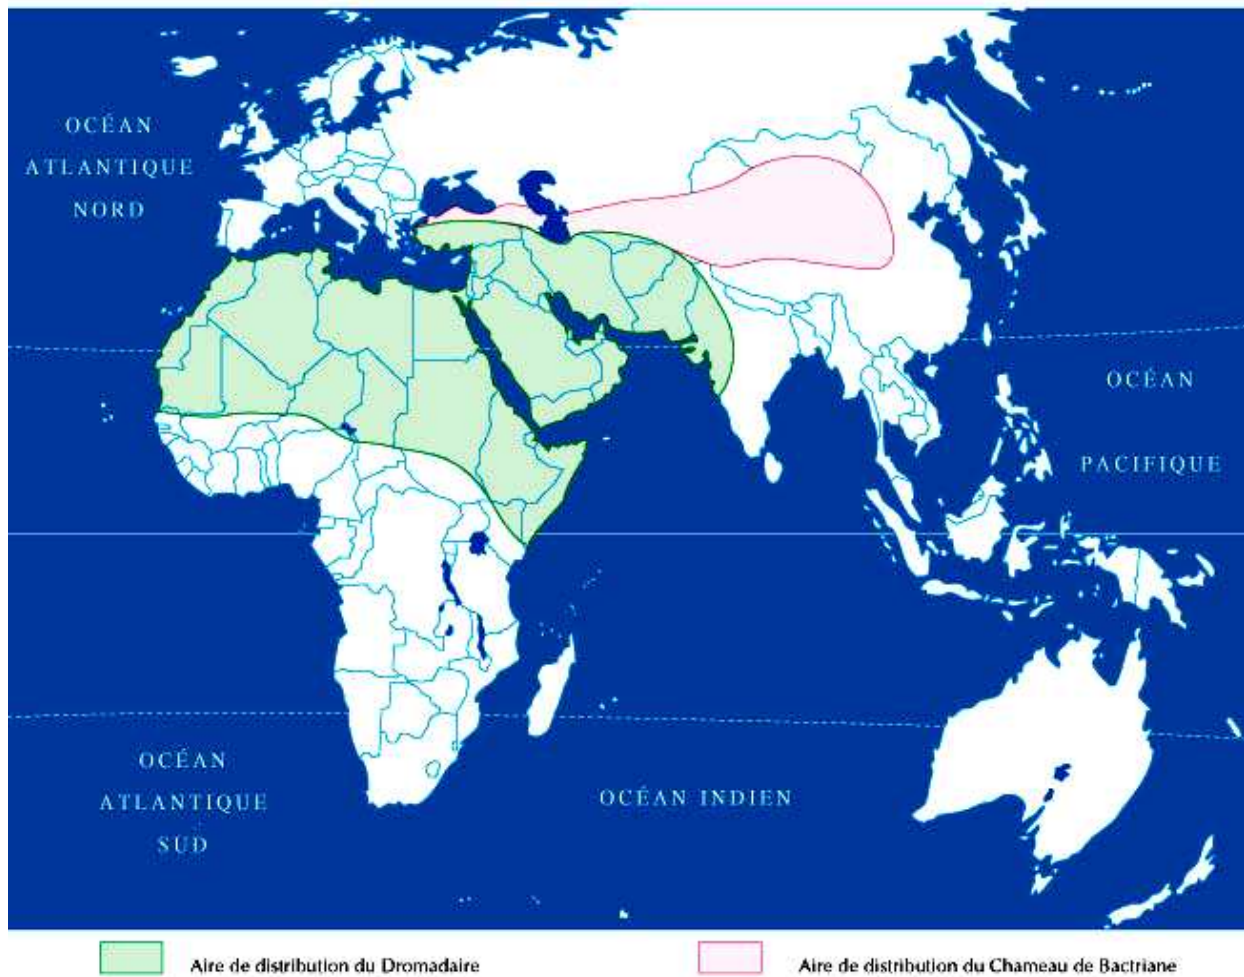 OCÉAN
ATLANTIQUE
NORD
OCÉAN
PACIFIQUE
OCÉAN
ATLANTIQUE
SUD
OCÉAN INDIEN
Aire de distribution du Dromadaire
Aire de distribution du Chameau de Bactriane